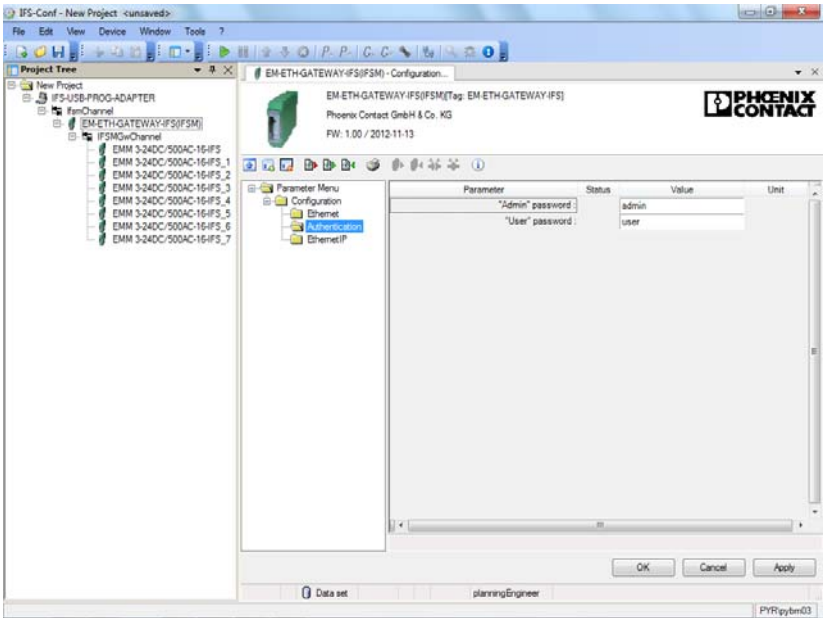 IFS-Conf - New Project <unsaved>
File Edit View Device Window Tools ?
Project Tree
New Project
IFS-USB-PROG-ADAPTER
IfsmChannel
EM-ETH-GATEWAY-IFS(IFSM)
IFSMGwChannel
EMM 3-24DC/500AC-16-IFS
EMM 3-24DC/500AC-16-IFS_1
EMM 3-24DC/500AC-16-IFS_2
EMM 3-24DC/500AC-16-IFS_3
EMM 3-24DC/500AC-16-IFS_4
EMM 3-24DC/500AC-16-IFS_5
EMM 3-24DC/500AC-16-IFS_6
EMM 3-24DC/500AC-16-IFS_7
EM-ETH-GATEWAY-IFS(IFSM) - Configuration...
EM-ETH-GATEWAY-IFS(IFSM)[Tag: EM-ETH-GATEWAY-IFS]
Phoenix Contact GmbH & Co. KG
FW: 1.00 / 2012-11-13
PHŒNIX
CONTACT
Parameter Menu
Configuration
Ethernet
Authentication
EthernetIP
Parameter Status Value Unit
"Admin" password : admin
"User" password : user
OK Cancel Apply
Data set planningEngineer
PYR\pybm03